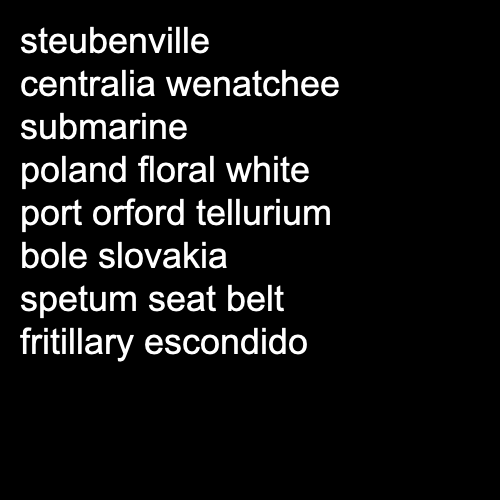 steubenville
centralia wenatchee
submarine
poland floral white
port orford tellurium
bole slovakia
spetum seat belt
fritillary escondido